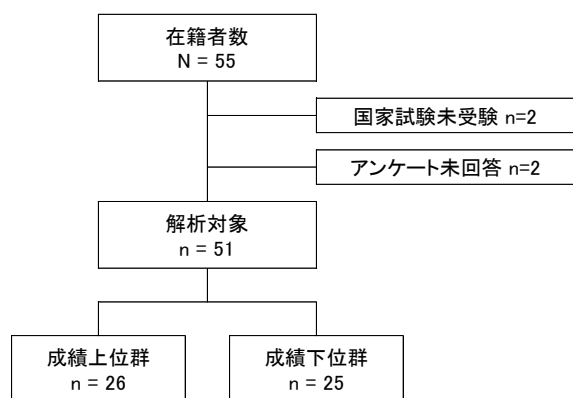 在籍者数
N = 55
国家試験未受験 n=2
アンケート未回答 n=2
解析対象
n = 51
成績上位群
n = 26
成績下位群
n = 25